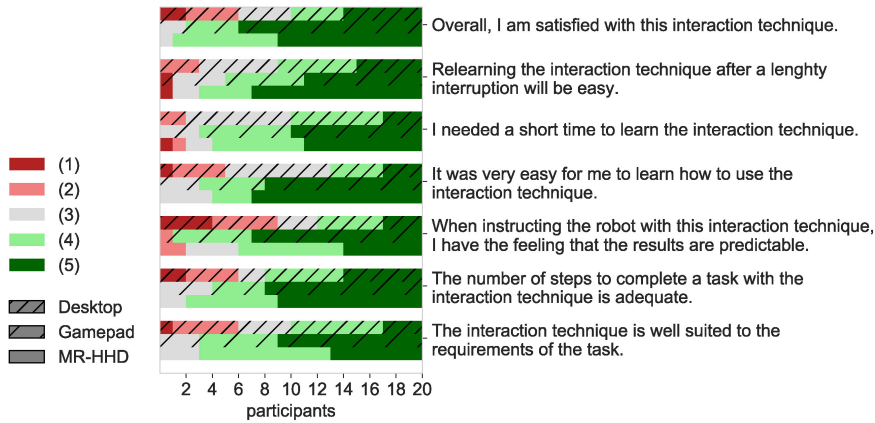 Overall, I am satisfied with this interaction technique.
Relearning the interaction technique after a lenghty
interruption will be easy.
I needed a short time to learn the interaction technique.
It was very easy for me to learn how to use the
interaction technique.
When instructing the robot with this interaction technique,
I have the feeling that the results are predictable.
The number of steps to complete a task with the
interaction technique is adequate.
The interaction technique is well suited to the
requirements of the task.
(1)
(2)
(3)
(4)
(5)
Desktop
Gamepad
MR-HHD
2 4 6 8 10 12 14 16 18 20
participants